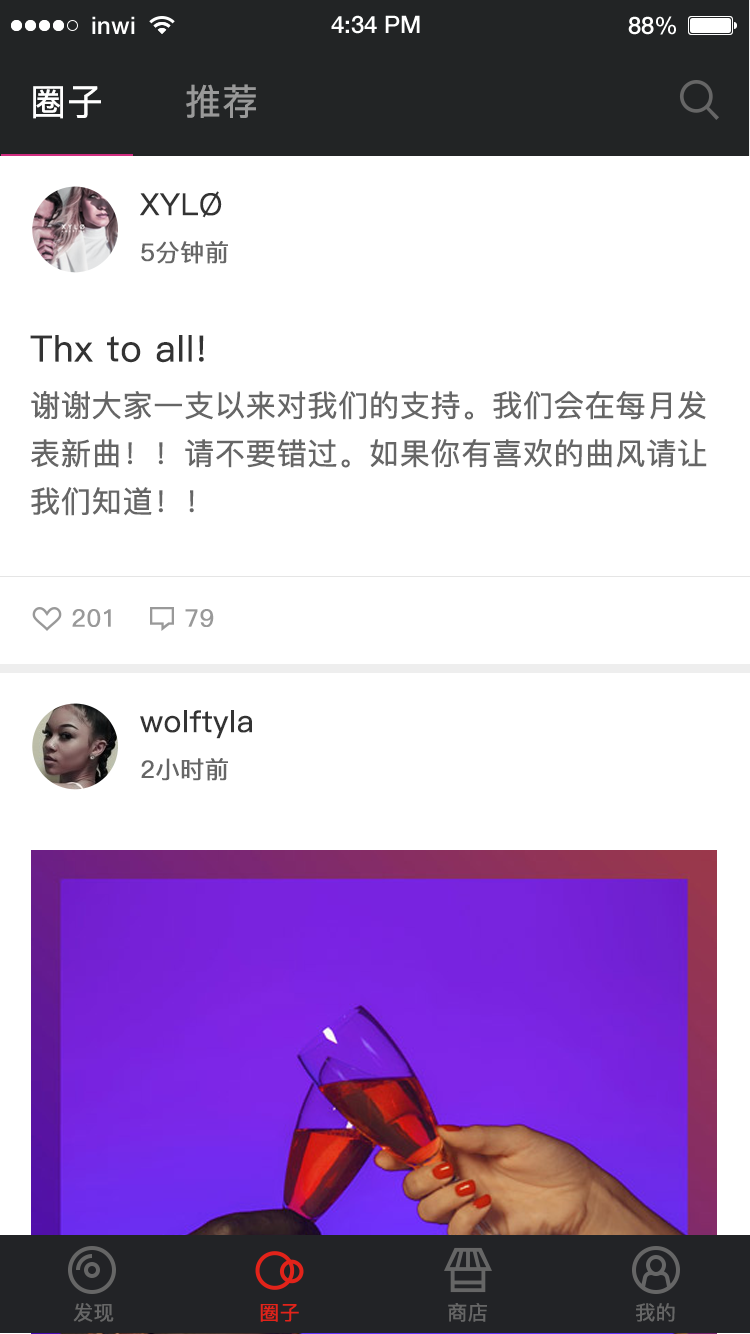 inwi 4:34 PM 88%
圈子 推荐
XYLØ
XYLØ
5分钟前
Thx to all!
谢谢大家一支以来对我们的支持。我们会在每月发
表新曲！！请不要错过。如果你有喜欢的曲风请让
我们知道！！
201 79
wolftyla
2小时前
发现 圈子 商店 我的